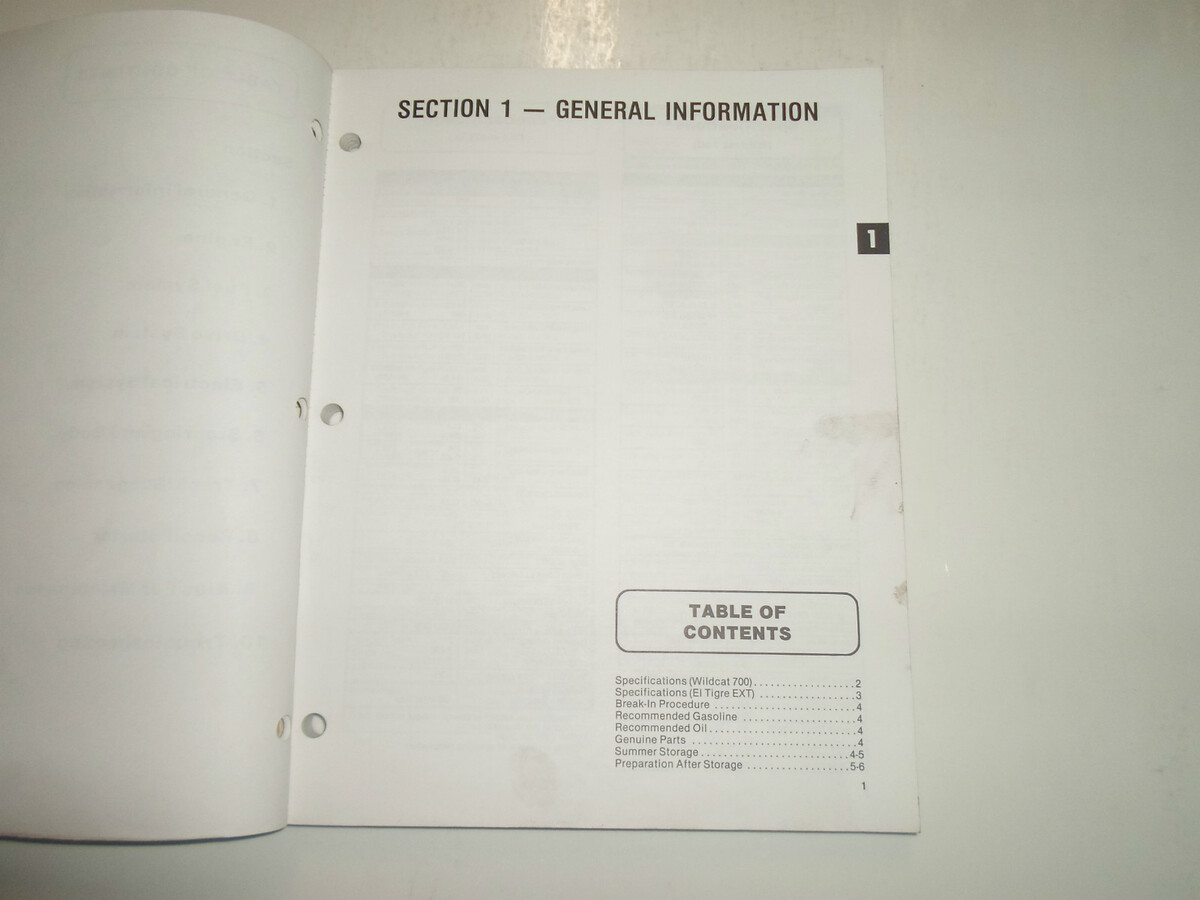 SECTION 1 — GENERAL INFORMATION
1
TABLE OF
CONTENTS
Specifications (Wildcat 700) . . . . . . . . . . . . . . . . . . 2
Specifications (El Tigre EXT) . . . . . . . . . . . . . . . . . 3
Break-In Procedure . . . . . . . . . . . . . . . . . . . . . . . . . 4
Recommended Gasoline . . . . . . . . . . . . . . . . . . . . 4
Recommended Oil . . . . . . . . . . . . . . . . . . . . . . . . . . 4
Genuine Parts . . . . . . . . . . . . . . . . . . . . . . . . . . . . . 4
Summer Storage . . . . . . . . . . . . . . . . . . . . . . . . . . 4-5
Preparation After Storage . . . . . . . . . . . . . . . . . . 5-6
1